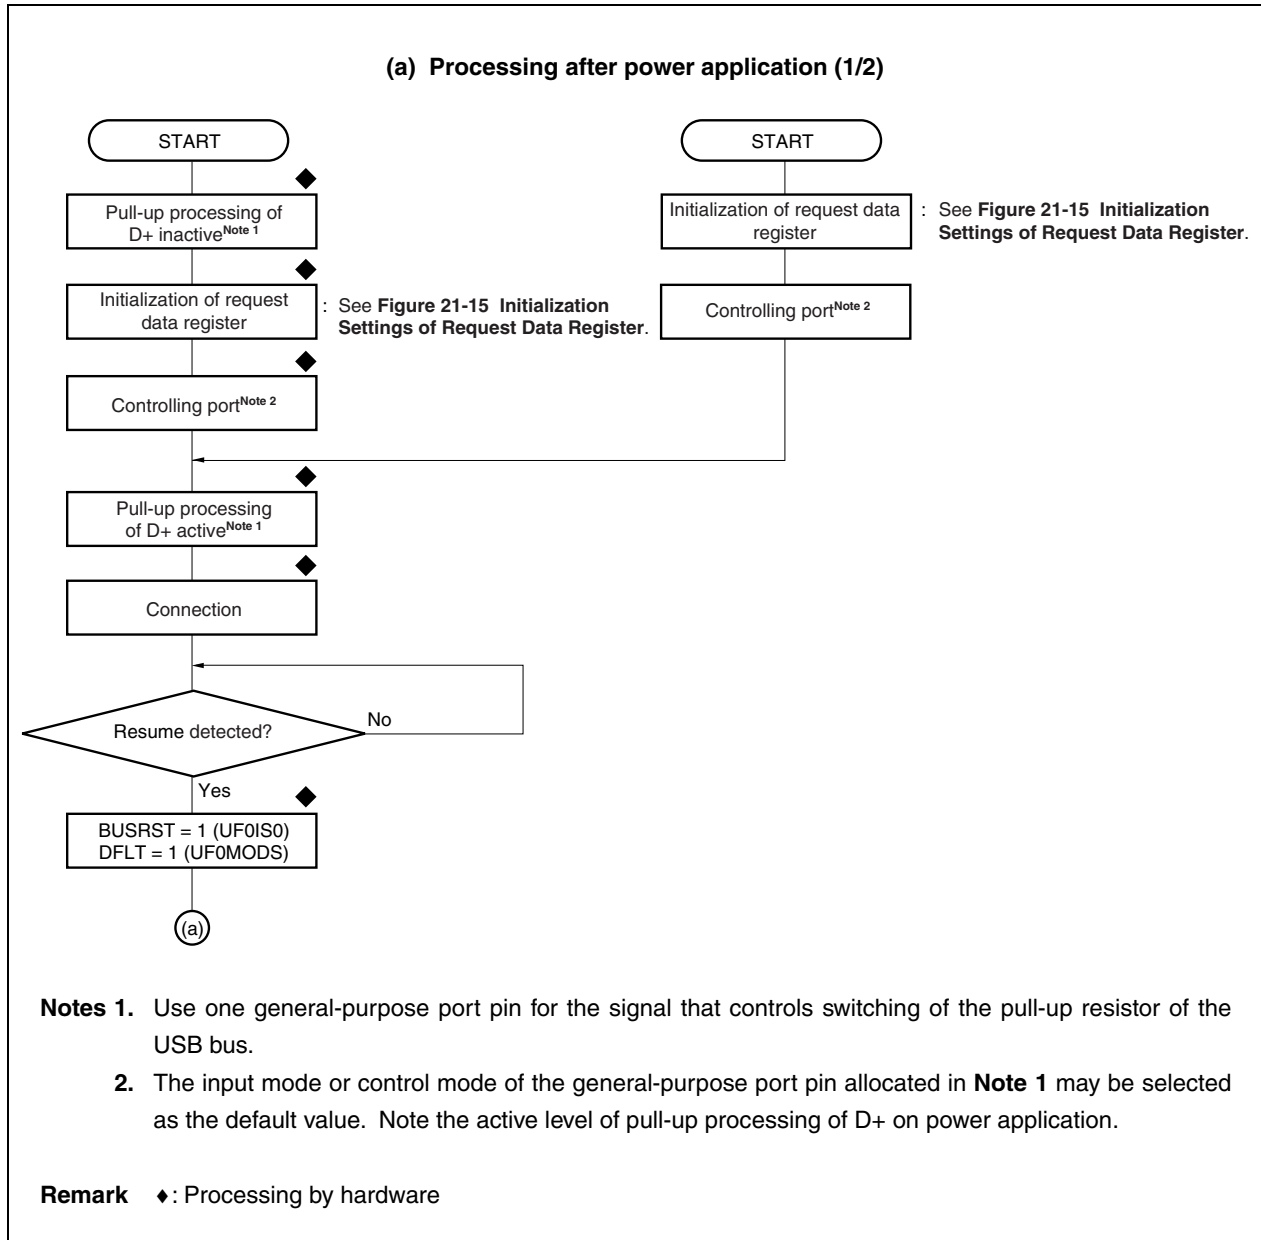 (a) Processing after power application (1/2)
START
Pull-up processing of
D+ inactiveNote 1
Initialization of request
data register
: See Figure 21-15 Initialization
Settings of Request Data Register.
Controlling portNote 2
START
Initialization of request data
register
: See Figure 21-15 Initialization
Settings of Request Data Register.
Controlling portNote 2
Pull-up processing
of D+ activeNote 1
Connection
Resume detected?
No
Yes
BUSRST = 1 (UF0IS0)
DFLT = 1 (UF0MODS)
(a)
Notes 1. Use one general-purpose port pin for the signal that controls switching of the pull-up resistor of the
USB bus.
2. The input mode or control mode of the general-purpose port pin allocated in Note 1 may be selected
as the default value. Note the active level of pull-up processing of D+ on power application.
Remark ♦: Processing by hardware